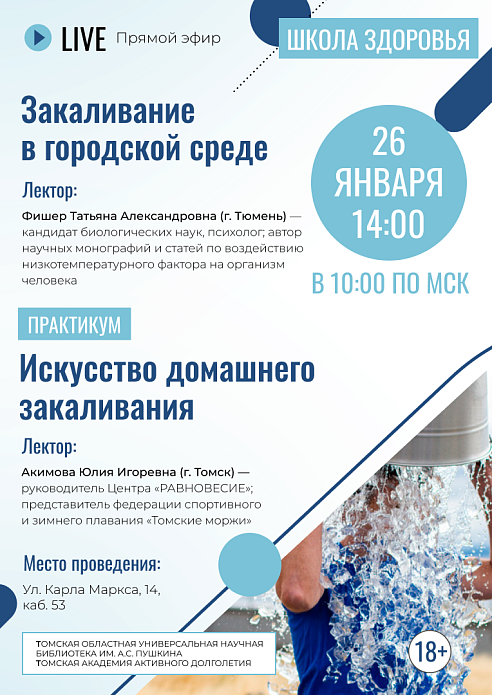 LIVE Прямой эфир
ШКОЛА ЗДОРОВЬЯ
Закаливание
в городской среде
26
ЯНВАРЯ
14:00
В 10:00 ПО МСК
Лектор:
Фишер Татьяна Александровна (г. Тюмень) —
кандидат биологических наук, психолог; автор
научных монографий и статей по воздействию
низкотемпературного фактора на организм
человека
ПРАКТИКУМ
Искусство домашнего
закаливания
Лектор:
Акимова Юлия Игоревна (г. Томск) —
руководитель Центра «РАВНОВЕСИЕ»;
представитель федерации спортивного
и зимнего плавания «Томские моржи»
Место проведения:
Ул. Карла Маркса, 14,
каб. 53
ТОМСКАЯ ОБЛАСТНАЯ УНИВЕРСАЛЬНАЯ НАУЧНАЯ
БИБЛИОТЕКА ИМ. А.С. ПУШКИНА
ТОМСКАЯ АКАДЕМИЯ АКТИВНОГО ДОЛГОЛЕТИЯ
18+